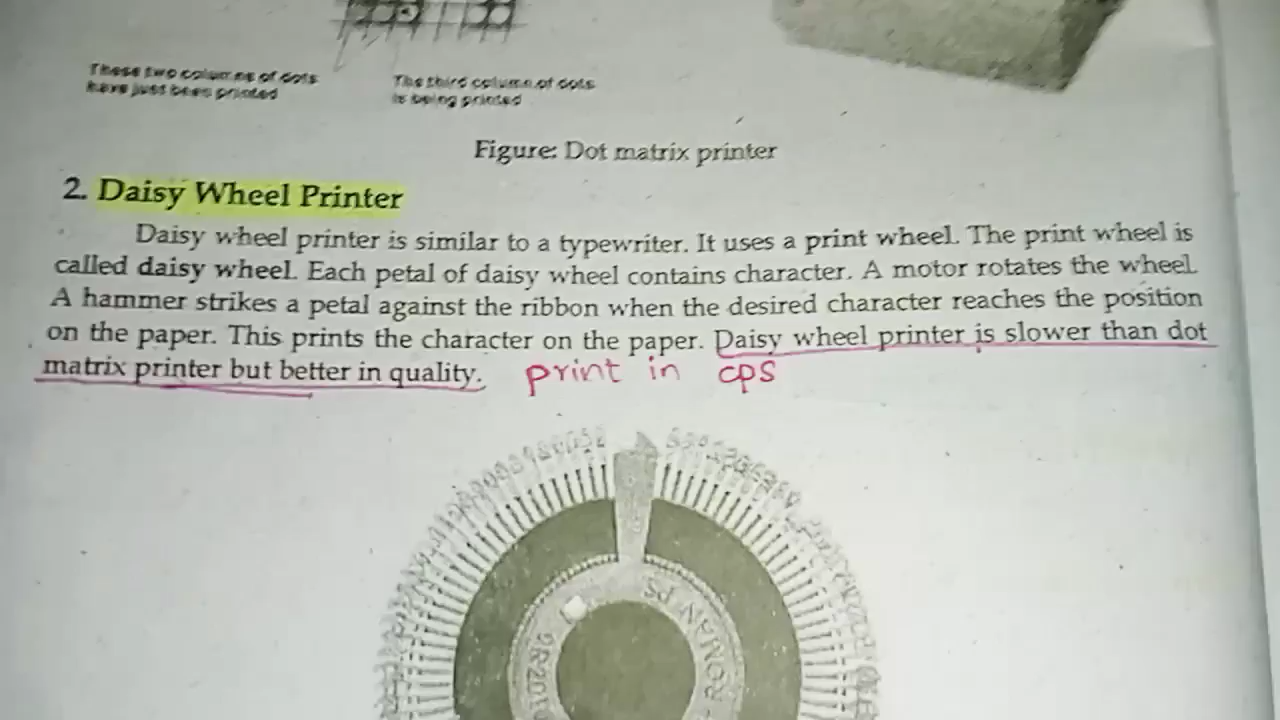 These two columns of dots
have just been printed
The third column of dots
is being printed
Figure: Dot matrix printer
2. Daisy Wheel Printer
Daisy wheel printer is similar to a typewriter. It uses a print wheel. The print wheel is
called daisy wheel. Each petal of daisy wheel contains character. A motor rotates the wheel.
A hammer strikes a petal against the ribbon when the desired character reaches the position
on the paper. This prints the character on the paper. Daisy wheel printer is slower than dot
matrix printer but better in quality. print in cps
ROMAN PS